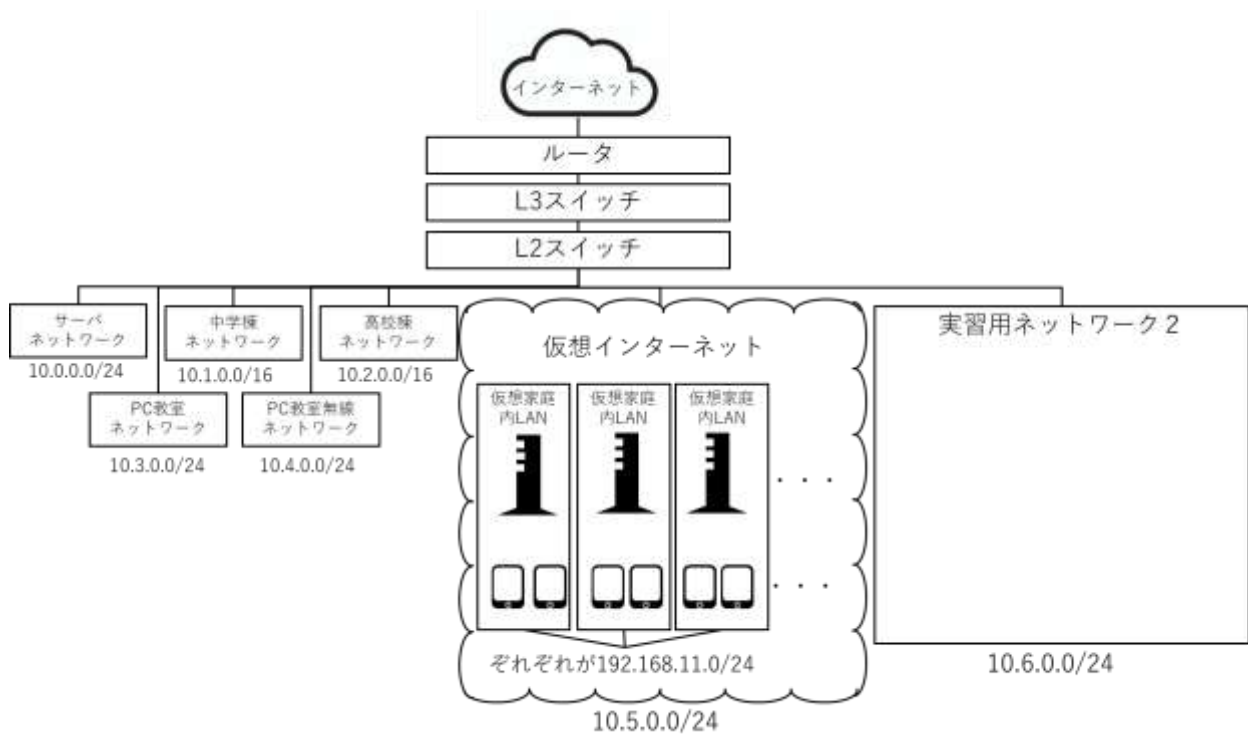 インターネット
ルータ
L3スイッチ
L2スイッチ
サーバ
ネットワーク
10.0.0.0/24
中学棟
ネットワーク
10.1.0.0/16
高校棟
ネットワーク
10.2.0.0/16
PC教室
ネットワーク
10.3.0.0/24
PC教室無線
ネットワーク
10.4.0.0/24
仮想インターネット
仮想家庭
内LAN
仮想家庭
内LAN
仮想家庭
内LAN
・・・
・・・
ぞれぞれが192.168.11.0/24
10.5.0.0/24
実習用ネットワーク2
10.6.0.0/24